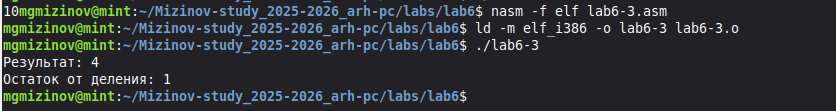 10mgmizinov@mint:~/Mizinov-study_2025-2026_arh-pc/labs/lab6$ nasm -f elf lab6-3.asm
mgmizinov@mint:~/Mizinov-study_2025-2026_arh-pc/labs/lab6$ ld -m elf_i386 -o lab6-3 lab6-3.o
mgmizinov@mint:~/Mizinov-study_2025-2026_arh-pc/labs/lab6$ ./lab6-3
Результат: 4
Остаток от деления: 1
mgmizinov@mint:~/Mizinov-study_2025-2026_arh-pc/labs/lab6$